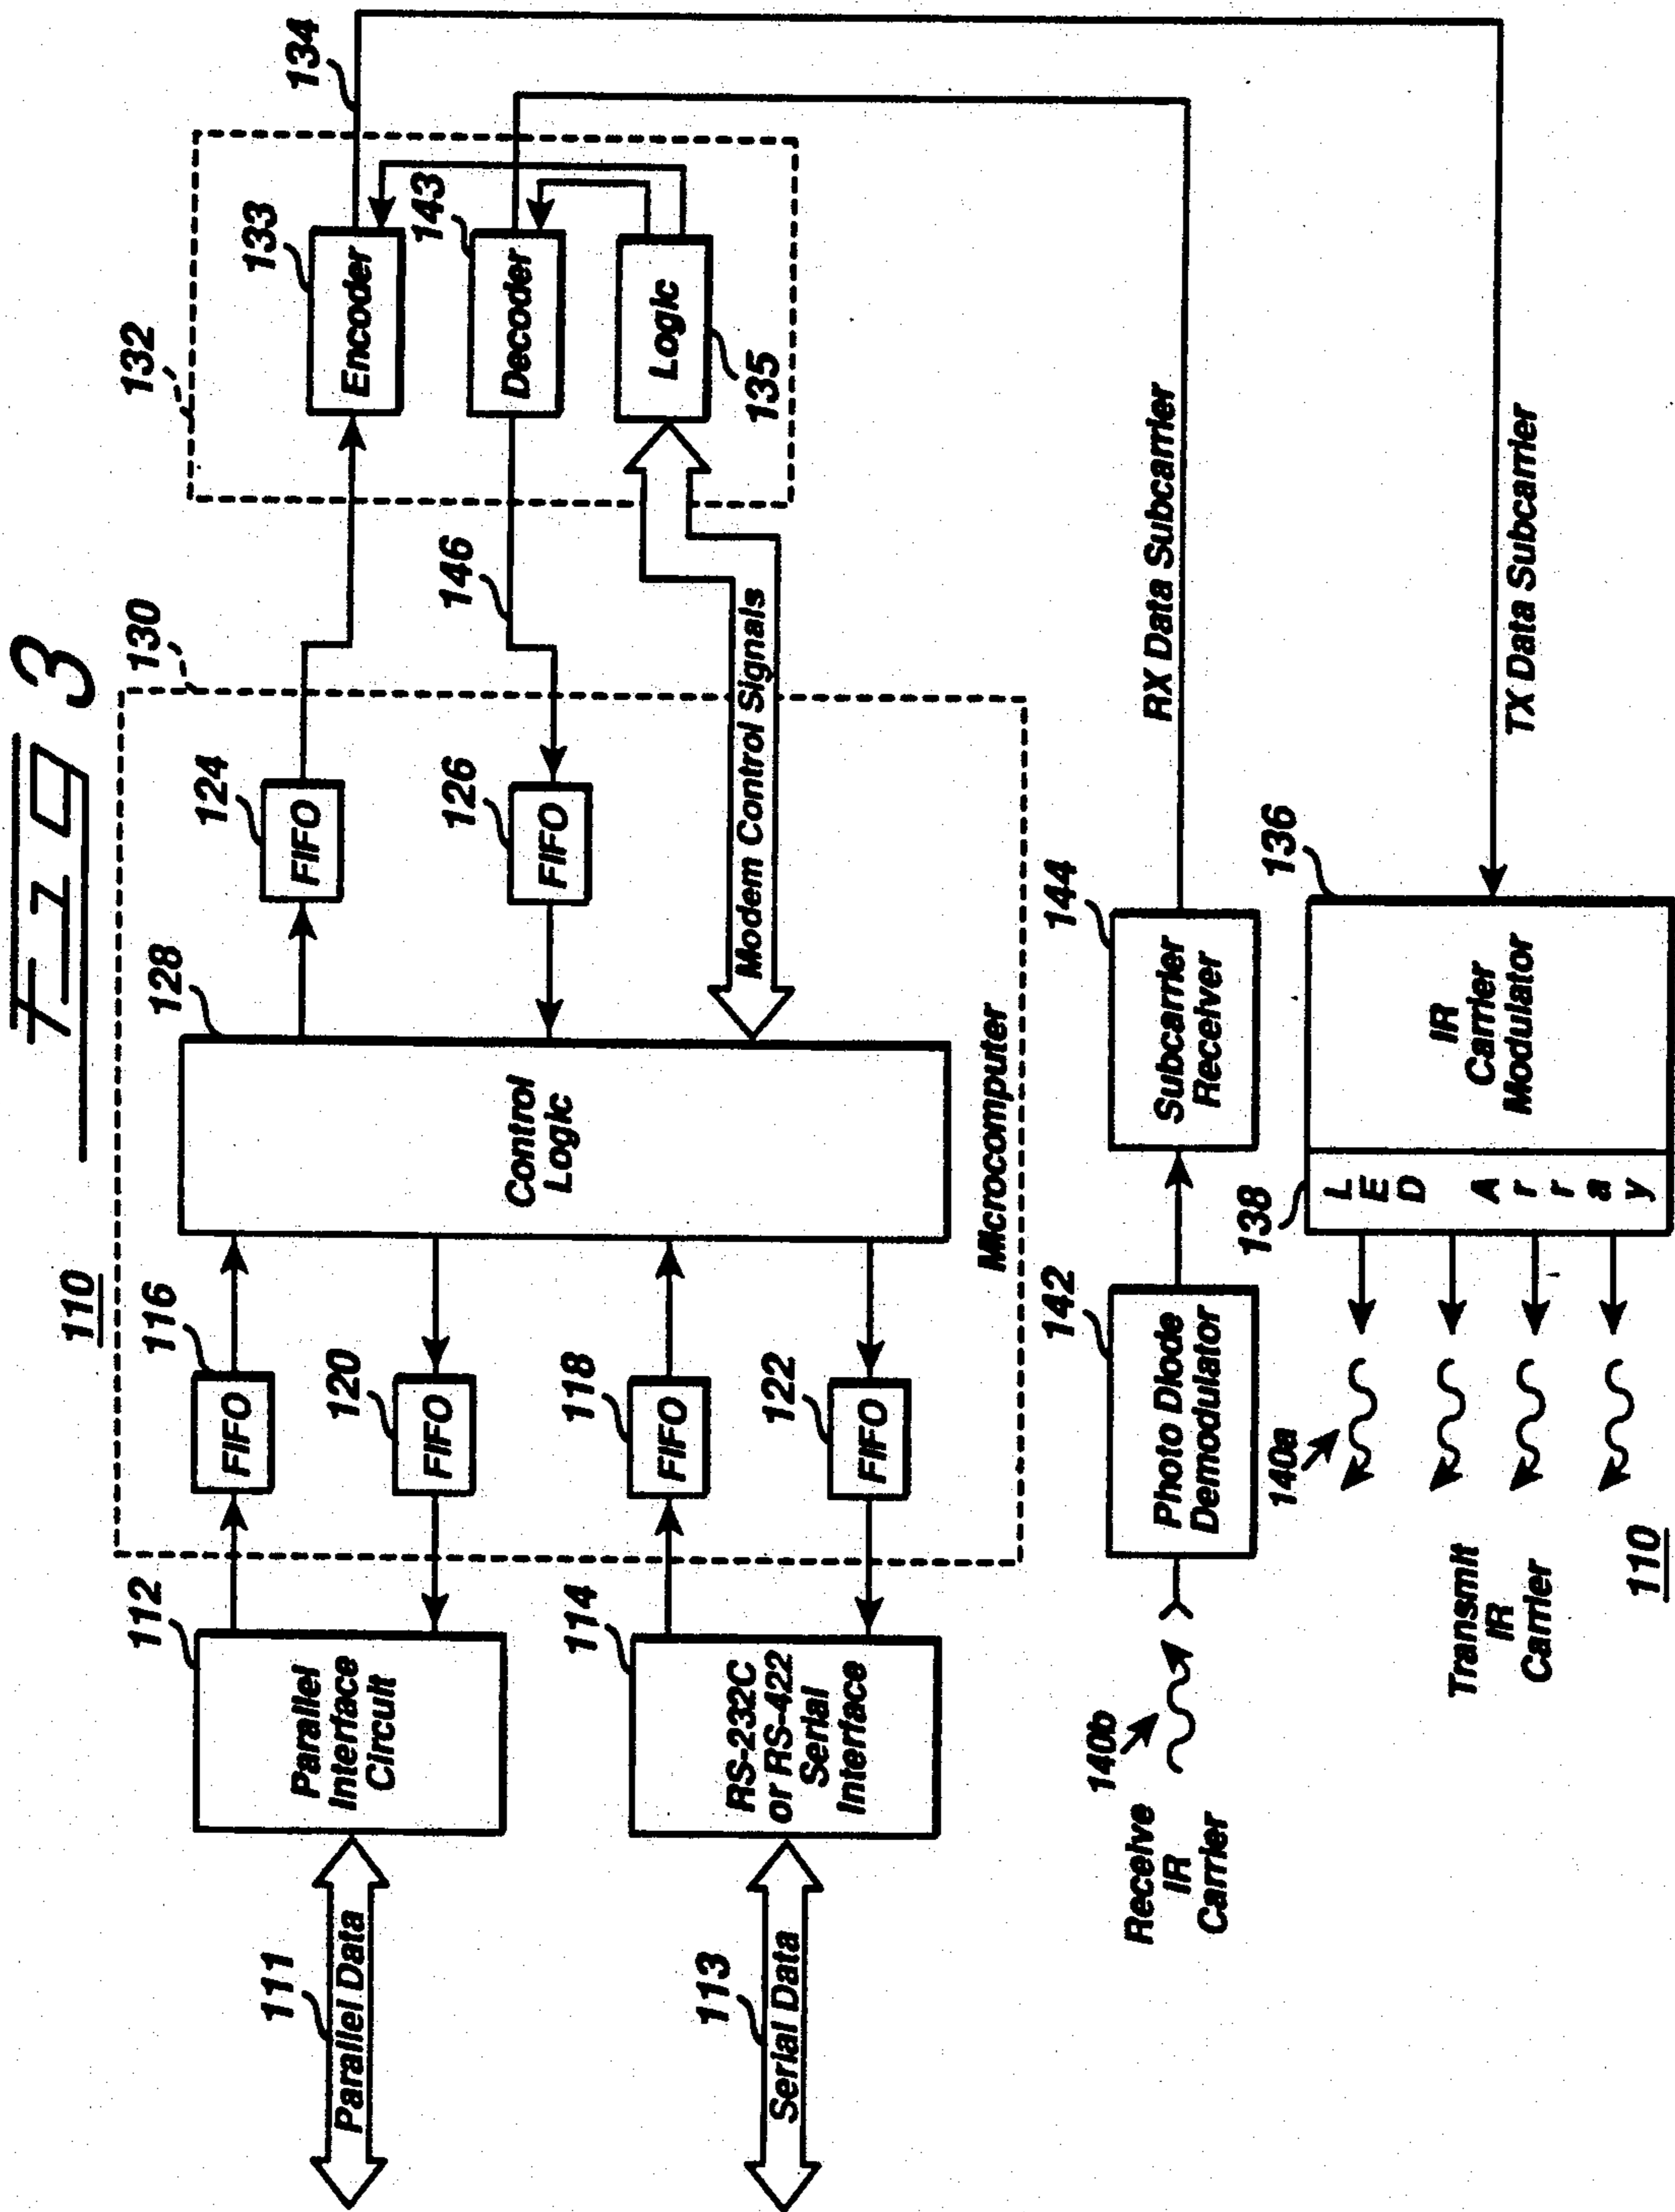 Fig 3
110
111
Parallel Data
112
Parallel
Interface
Circuit
116
FIFO
120
FIFO
128
Control
Logic
124
FIFO
126
FIFO
130
132
133
Encoder
134
143
Decoder
146
Logic
135
113
Serial Data
114
RS-232C
or RS-422
Serial
Interface
118
FIFO
122
FIFO
Modem Control Signals
Microcomputer
Receive
IR
Carrier
140b
142
Photo Diode
Demodulator
144
Subcarrier
Receiver
RX Data Subcarrier
Transmit
IR
Carrier
140a
138
LED Array
136
IR
Carrier
Modulator
TX Data Subcarrier
110